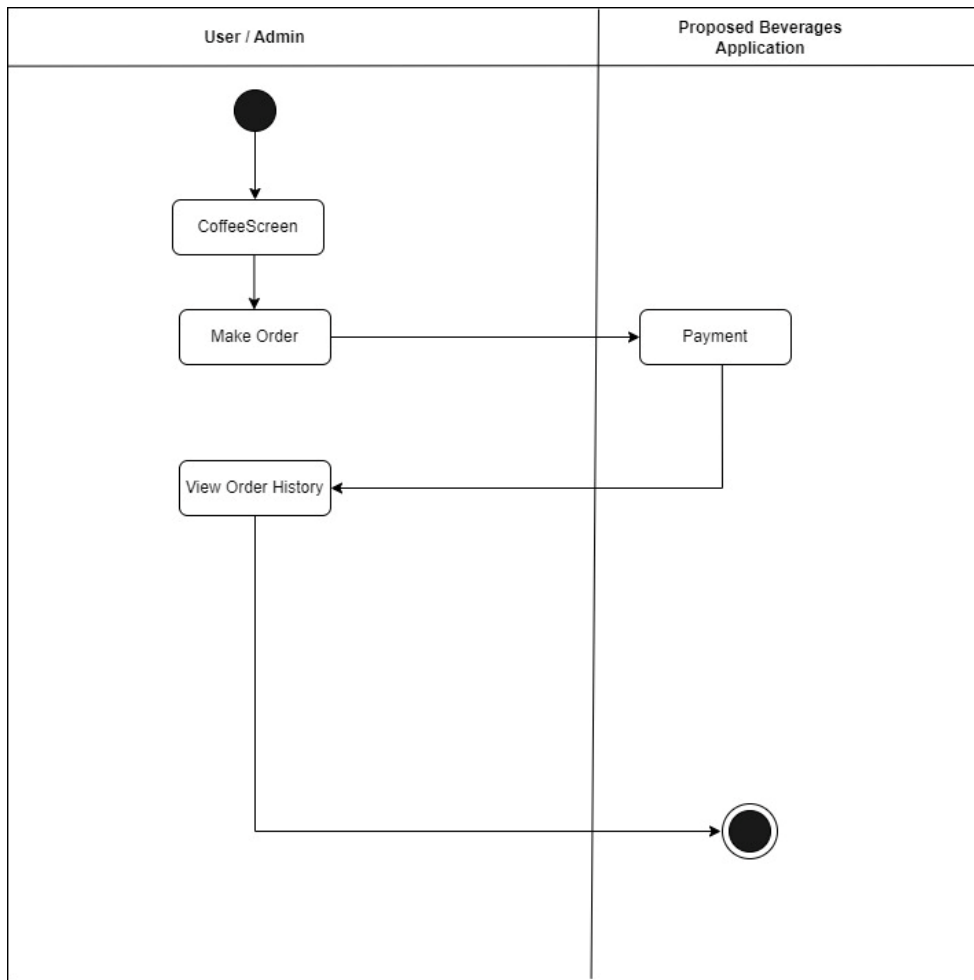 User / Admin
Proposed Beverages
Application
CoffeeScreen
Make Order
Payment
View Order History